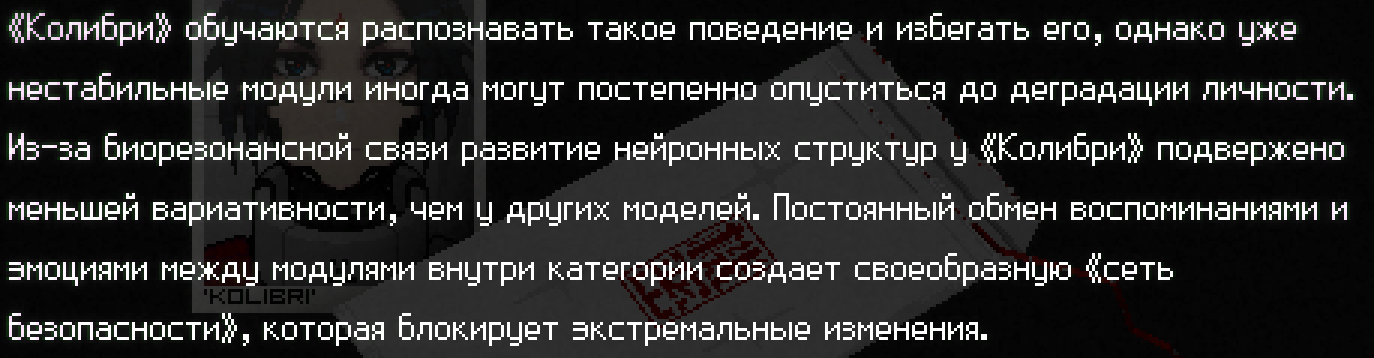 《Колибри》 обучаются распознавать такое поведение и избегать его, однако уже
нестабильные модули иногда могут постепенно опуститься до деградации личности.
Из-за биорезонансной связи развитие нейронных структур у 《Колибри》 подвержено
меньшей вариативности, чем у других моделей. Постоянный обмен воспоминаниями и
эмоциями между модулями внутри категории создает своеобразную 《сеть
безопасности》, которая блокирует экстремальные изменения.
"KOLIBRI"